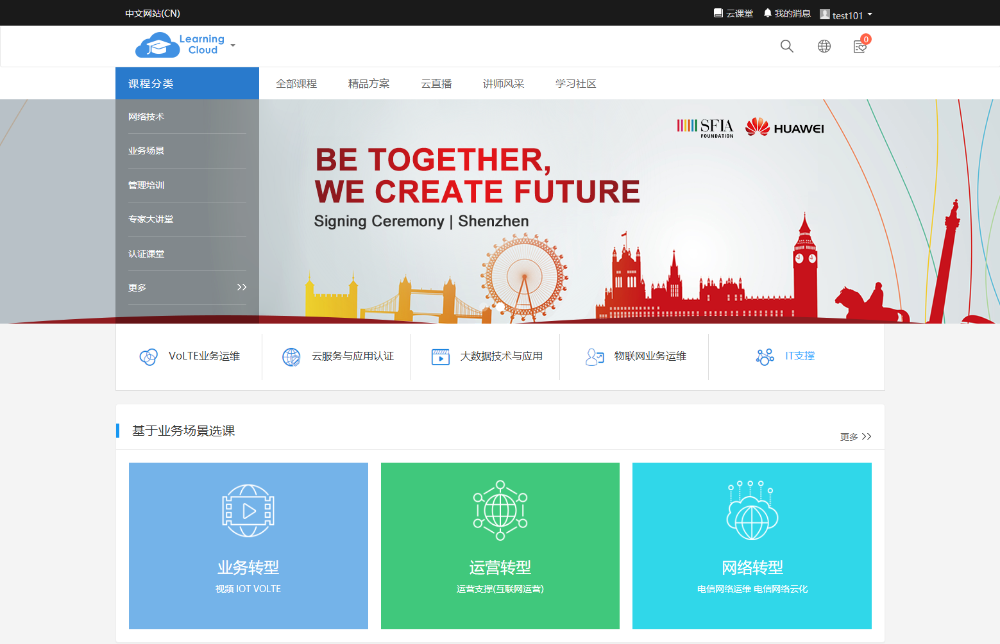 中文网站(CN)
云课堂
我的消息
test101
Learning
Cloud
0
课程分类
全部课程
精品方案
云直播
讲师风采
学习社区
网络技术
业务场景
管理培训
专家大讲堂
认证课堂
更多
SFIA
FOUNDATION
HUAWEI
BE TOGETHER,
WE CREATE FUTURE
Signing Ceremony | Shenzhen
VoLTE业务运维
云服务与应用认证
大数据技术与应用
物联网业务运维
IT支撑
基于业务场景选课
更多
业务转型
视频 IOT VOLTE
运营转型
运营支撑(互联网运营)
网络转型
电信网络运维 电信网络云化